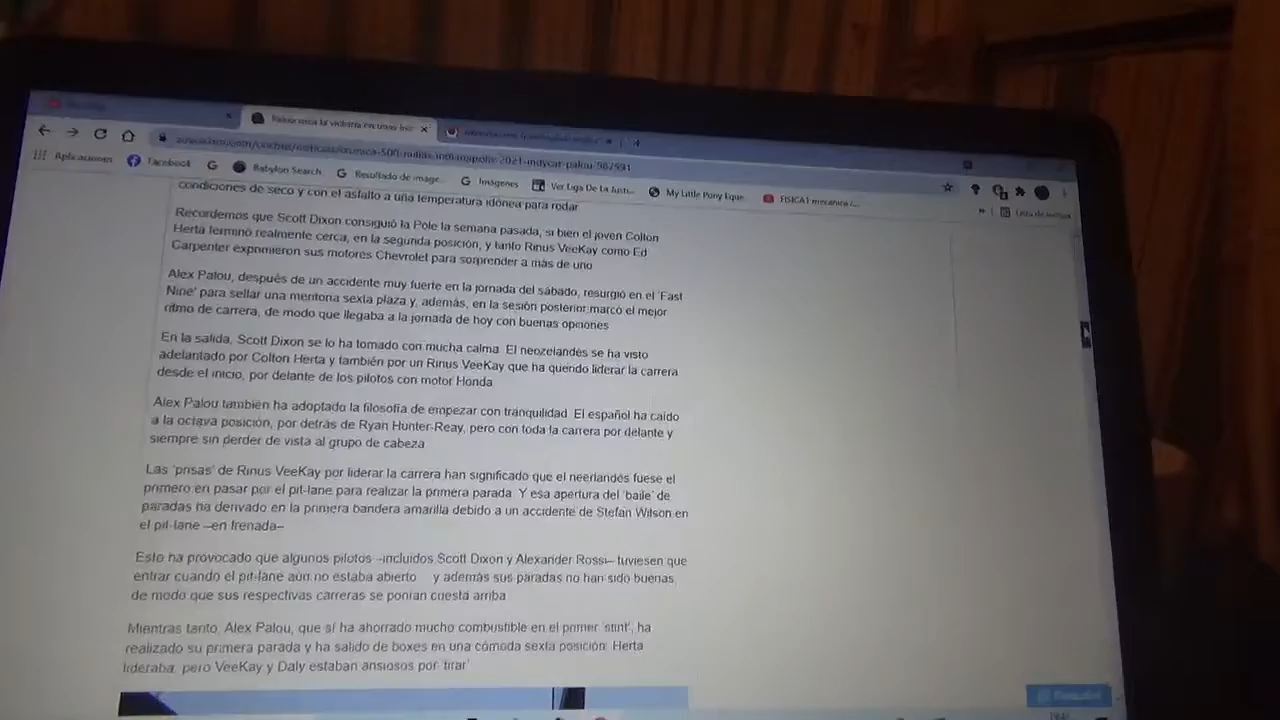 Aplicaciones
Facebook
Babylon Search
Resultado de image...
Imágenes
Ver Liga De La Justi...
My Little Pony Eque...
condiciones de seco y con el asfalto a una temperatura idónea para rodar
Recordemos que Scott Dixon consiguió la Pole la semana pasada, si bien el joven Colton
Herta terminó realmente cerca, en la segunda posición, y tanto Rinus VeeKay como Ed
Carpenter exprimieron sus motores Chevrolet para sorprender a más de uno
Alex Palou, después de un accidente muy fuerte en la jornada del sábado, resurgió en el 'Fast
Nine' para sellar una meritoria sexta plaza y, además, en la sesión posterior marcó el mejor
ritmo de carrera, de modo que llegaba a la jornada de hoy con buenas opciones
En la salida, Scott Dixon se lo ha tomado con mucha calma. El neozelandés se ha visto
adelantado por Colton Herta y también por un Rinus VeeKay que ha querido liderar la carrera
desde el inicio, por delante de los pilotos con motor Honda
Alex Palou también ha adoptado la filosofía de empezar con tranquilidad. El español ha caído
a la octava posición, por detrás de Ryan Hunter-Reay, pero con toda la carrera por delante y
siempre sin perder de vista al grupo de cabeza
Las 'prisas' de Rinus VeeKay por liderar la carrera han significado que el neerlandés fuese el
primero en pasar por el pit-lane para realizar la primera parada. Y esa apertura del 'baile' de
paradas ha derivado en la primera bandera amarilla debido a un accidente de Stefan Wilson en
el pit-lane –en frenada–
Esto ha provocado que algunos pilotos –incluidos Scott Dixon y Alexander Rossi– tuviesen que
entrar cuando el pit-lane aún no estaba abierto y además sus paradas no han sido buenas,
de modo que sus respectivas carreras se ponían cuesta arriba
Mientras tanto, Alex Palou, que sí ha ahorrado mucho combustible en el primer 'stint', ha
realizado su primera parada y ha salido de boxes en una cómoda sexta posición. Herta
lideraba, pero VeeKay y Daly estaban ansiosos por 'tirar'